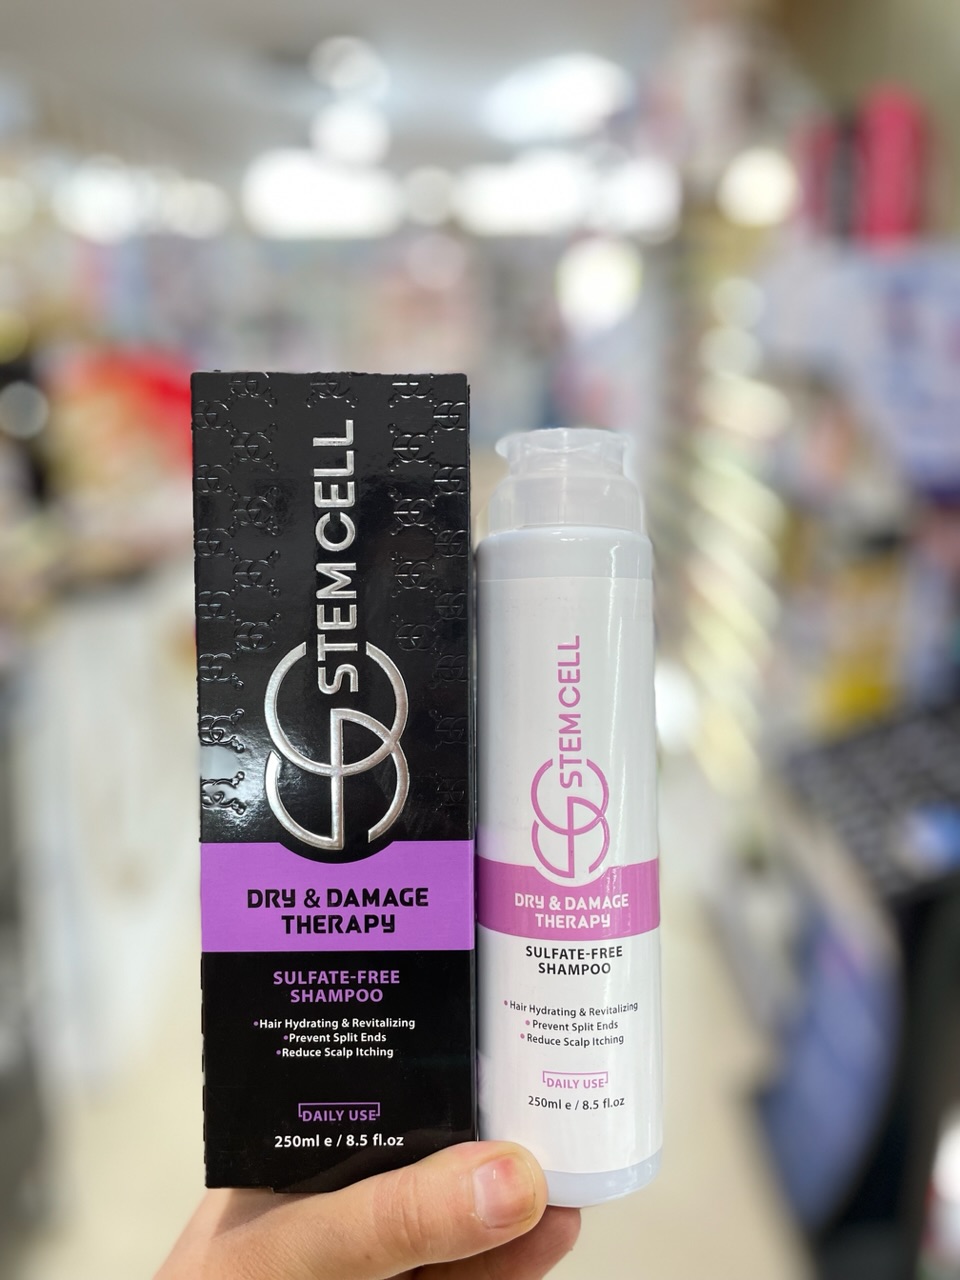 STEM CELL
DRY & DAMAGE
THERAPY
SULFATE-FREE
SHAMPOO
•Hair Hydrating & Revitalizing
•Prevent Split Ends
•Reduce Scalp Itching
DAILY USE
250ml e / 8.5 fl.oz
STEM CELL
DRY & DAMAGE
THERAPY
SULFATE-FREE
SHAMPOO
•Hair Hydrating & Revitalizing
•Prevent Split Ends
•Reduce Scalp Itching
DAILY USE
250ml e / 8.5 fl.oz